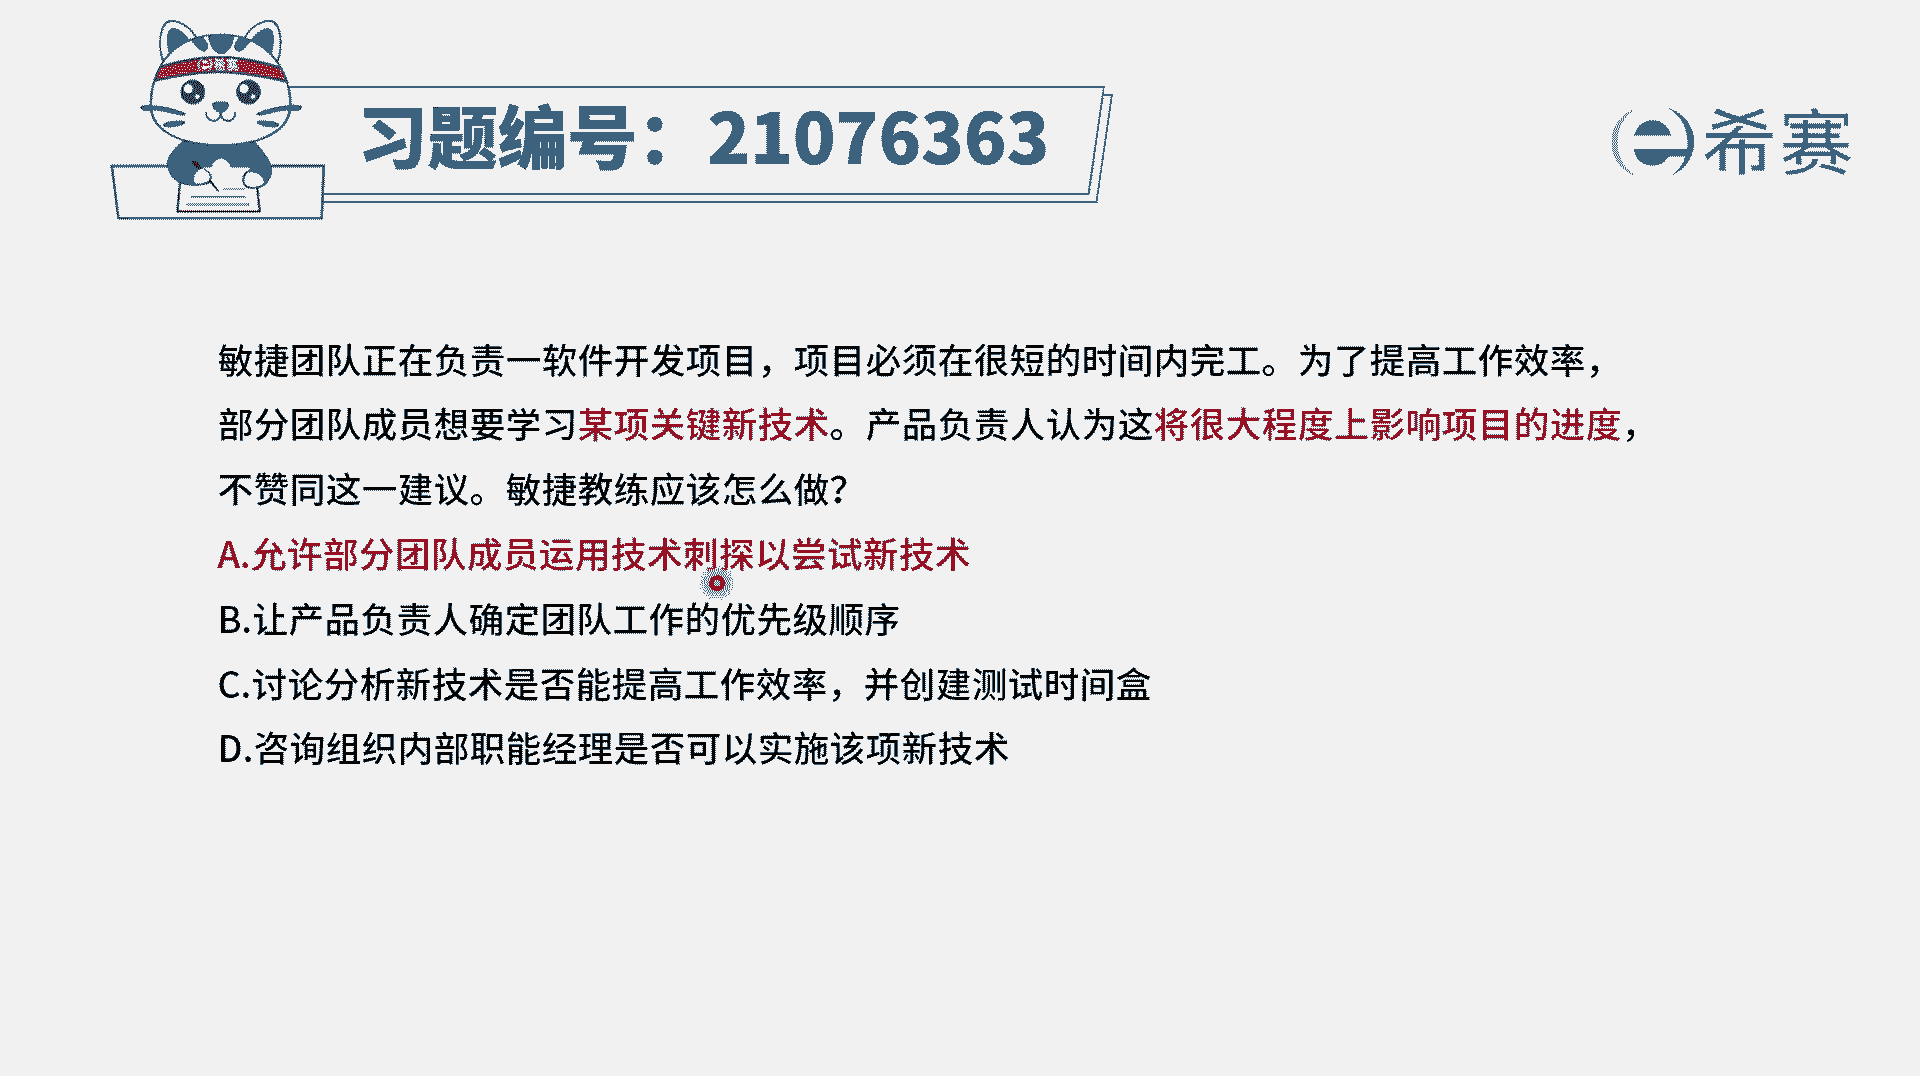 习题编号：21076363
希赛
敏捷团队正在负责一软件开发项目，项目必须在很短的时间内完工。为了提高工作效率，
部分团队成员想要学习某项关键新技术。产品负责人认为这将很大程度上影响项目的进度，
不赞同这一建议。敏捷教练应该怎么做？
A.允许部分团队成员运用技术刺探以尝试新技术
B.让产品负责人确定团队工作的优先级顺序
C.讨论分析新技术是否能提高工作效率，并创建测试时间盒
D.咨询组织内部职能经理是否可以实施该项新技术